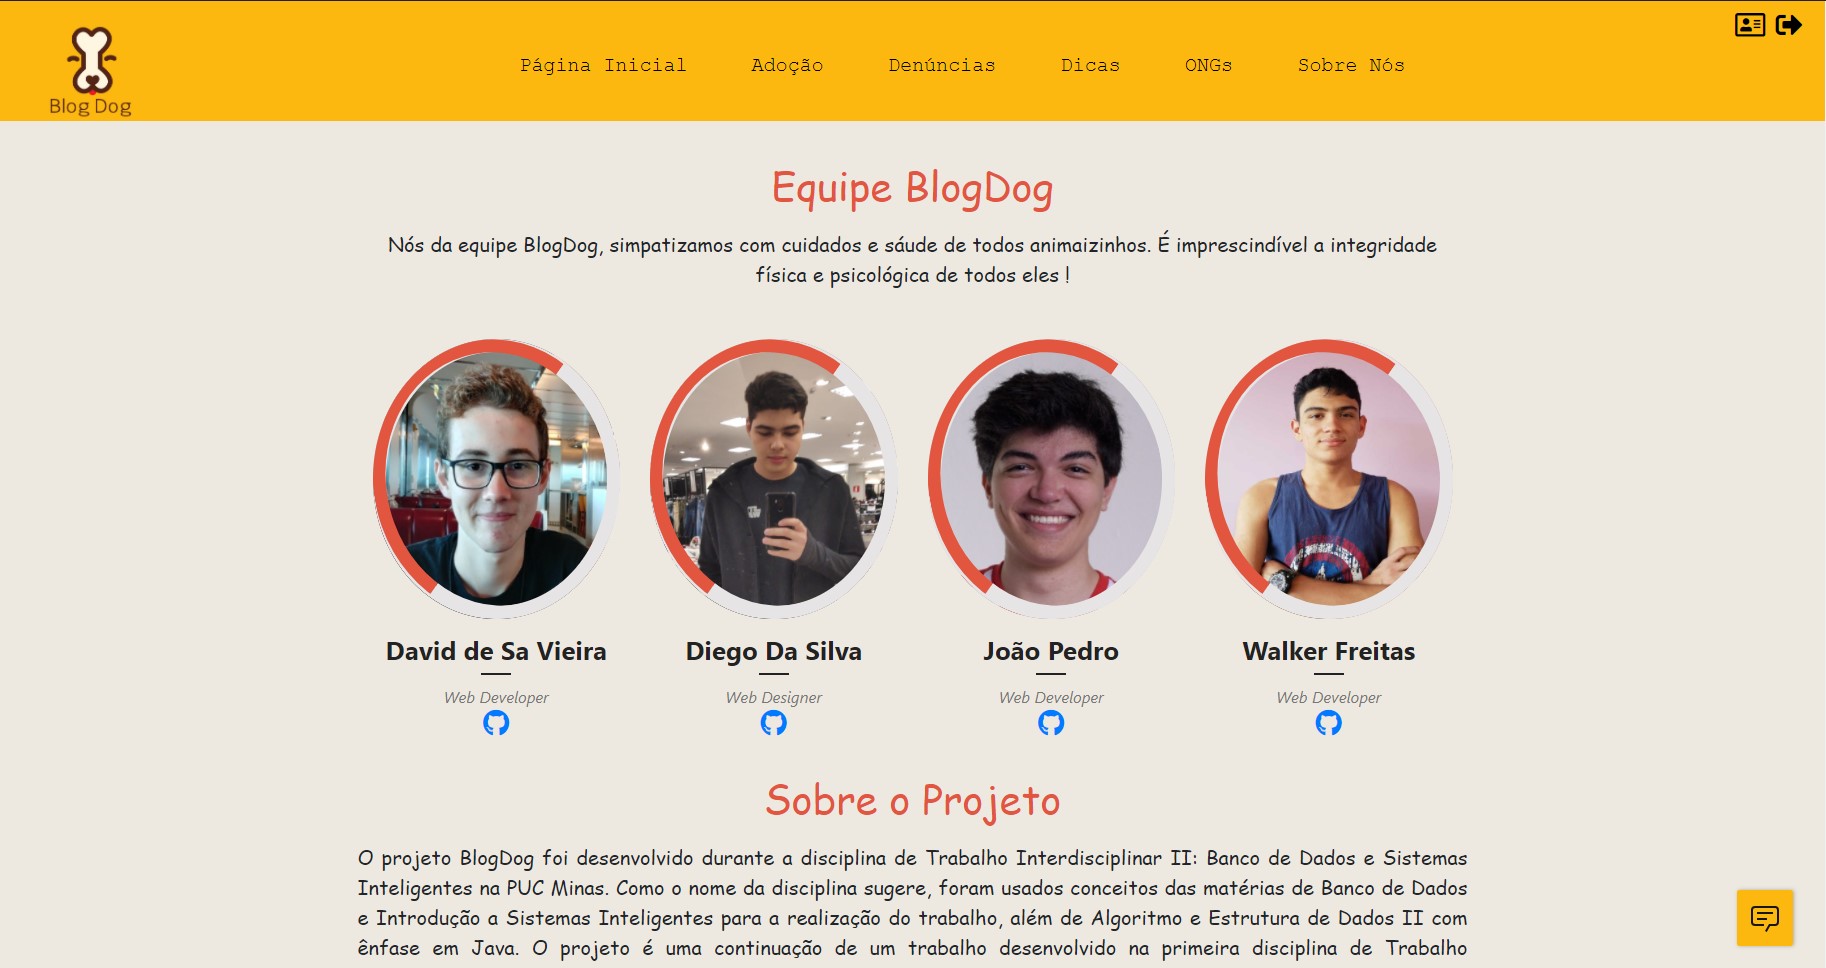 Blog Dog
Página Inicial Adoção Denúncias Dicas ONGs Sobre Nós
Equipe BlogDog
Nós da equipe BlogDog, simpatizamos com cuidados e sáude de todos animaizinhos. É imprescindível a integridade
física e psicológica de todos eles !
David de Sa Vieira
Web Developer
Diego Da Silva
Web Designer
João Pedro
Web Developer
Walker Freitas
Web Developer
Sobre o Projeto
O projeto BlogDog foi desenvolvido durante a disciplina de Trabalho Interdisciplinar II: Banco de Dados e Sistemas
Inteligentes na PUC Minas. Como o nome da disciplina sugere, foram usados conceitos das matérias de Banco de Dados
e Introdução a Sistemas Inteligentes para a realização do trabalho, além de Algoritmo e Estrutura de Dados II com
ênfase em Java. O projeto é uma continuação de um trabalho desenvolvido na primeira disciplina de Trabalho